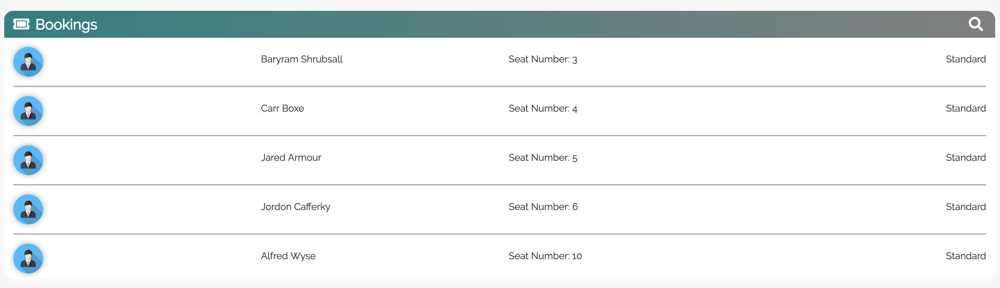 Bookings
Baryram Shrubsall Seat Number: 3 Standard
Carr Boxe Seat Number: 4 Standard
Jared Armour Seat Number: 5 Standard
Jordon Cafferky Seat Number: 6 Standard
Alfred Wyse Seat Number: 10 Standard